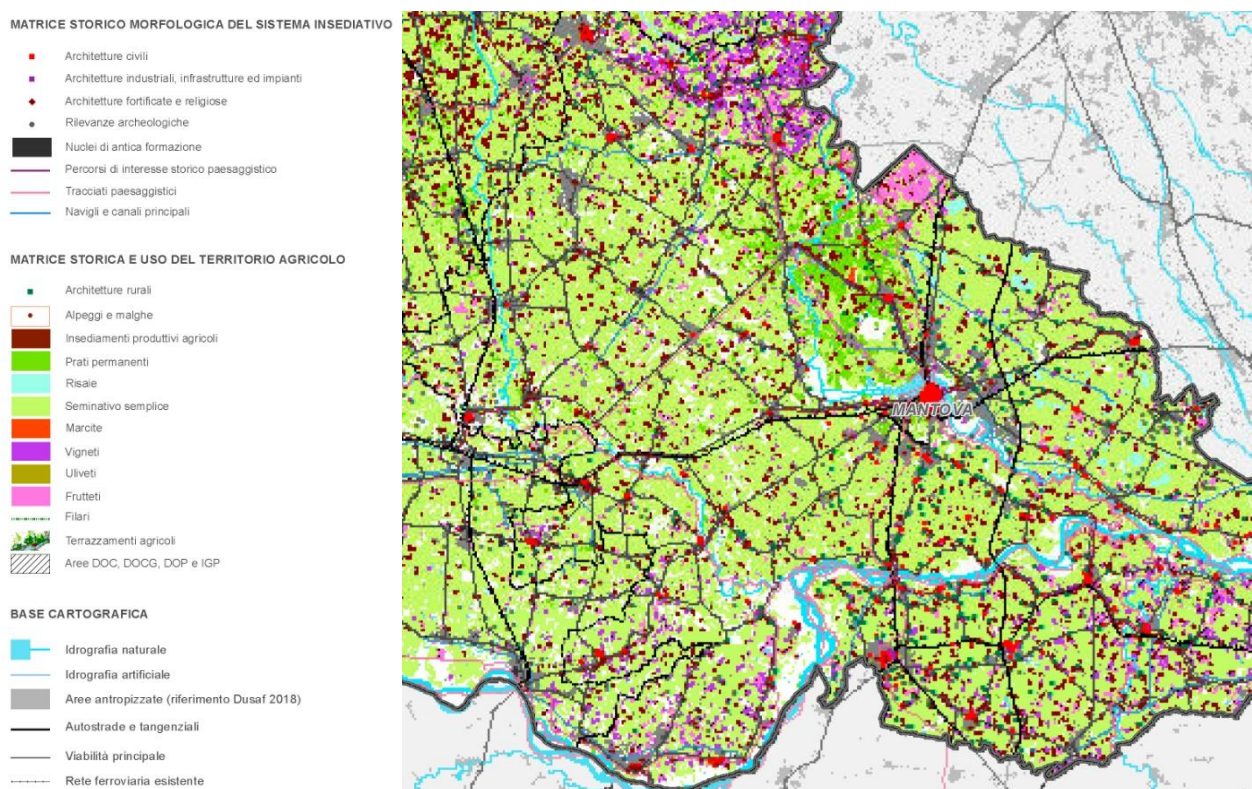 MATRICE STORICO MORFOLOGICA DEL SISTEMA INSEDIATIVO
Architetture civili
Architetture industriali, infrastrutture ed impianti
Architetture fortificate e religiose
Rilevanze archeologiche
Nuclei di antica formazione
Percorsi di interesse storico paesaggistico
Tracciati paesaggistici
Navigli e canali principali
MATRICE STORICA E USO DEL TERRITORIO AGRICOLO
Architetture rurali
Alpeggi e malghe
Insediamenti produttivi agricoli
Prati permanenti
Risaie
Seminativo semplice
Marcite
Vigneti
Uliveti
Frutteti
Filari
Terrazzamenti agricoli
Aree DOC, DOCG, DOP e IGP
BASE CARTOGRAFICA
Idrografia naturale
Idrografia artificiale
Aree antropizzate (riferimento Dusaf 2018)
Autostrade e tangenziali
Viabilità principale
Rete ferroviaria esistente
MANTOVA